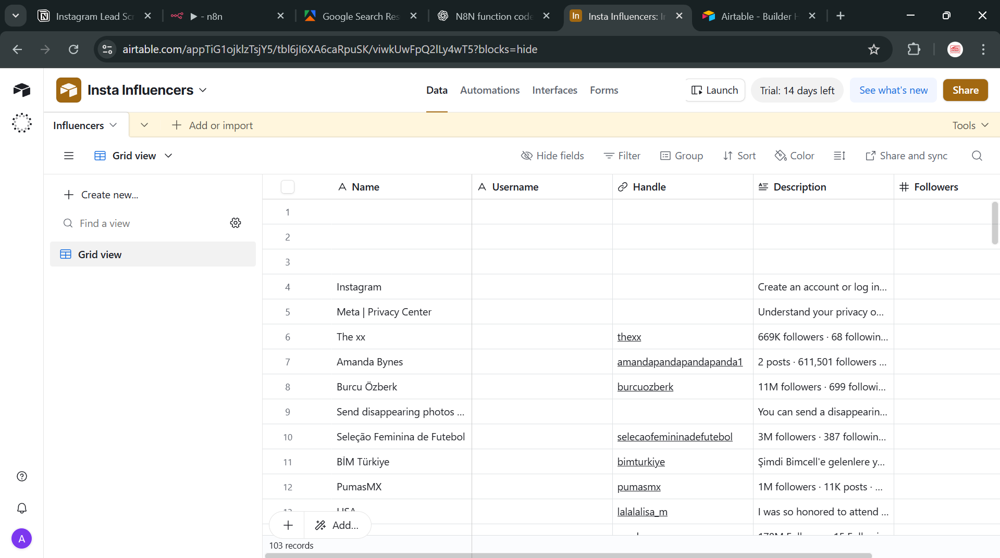 Instagram Lead Scr
▶ - n8n
Google Search Res
N8N function code
In
Insta Influencers: In
Airtable - Builder H
airtable.com/appTiG1ojklzTsjY5/tbl6jI6XA6caRpuSK/viwkUwFpQ2lLy4wT5?blocks=hide
Insta Influencers
Data
Automations
Interfaces
Forms
Launch
Trial: 14 days left
See what's new
Share
Influencers
Add or import
Tools
Grid view
Hide fields
Filter
Group
Sort
Color
Share and sync
Create new...
Find a view
Grid view
Name Username Handle Description Followers
1
2
3
4 Instagram Create an account or log in...
5 Meta | Privacy Center Understand your privacy o...
6 The xx thexx 669K followers · 68 followin...
7 Amanda Bynes amandapandapandapanda1 2 posts · 611,501 followers ...
8 Burcu Özberk burcuozberk 11M followers · 699 followi...
9 Send disappearing photos ... You can send a disappearin...
10 Seleção Feminina de Futebol selecaofemininadefutebol 3M followers · 387 followin...
11 BİM Türkiye bimturkiye Şimdi Bimcell'e gelenlere y...
12 PumasMX pumasmx 1M followers · 11K posts · ...
lalalalisa_m I was so honored to attend ...
Add...
103 records
A